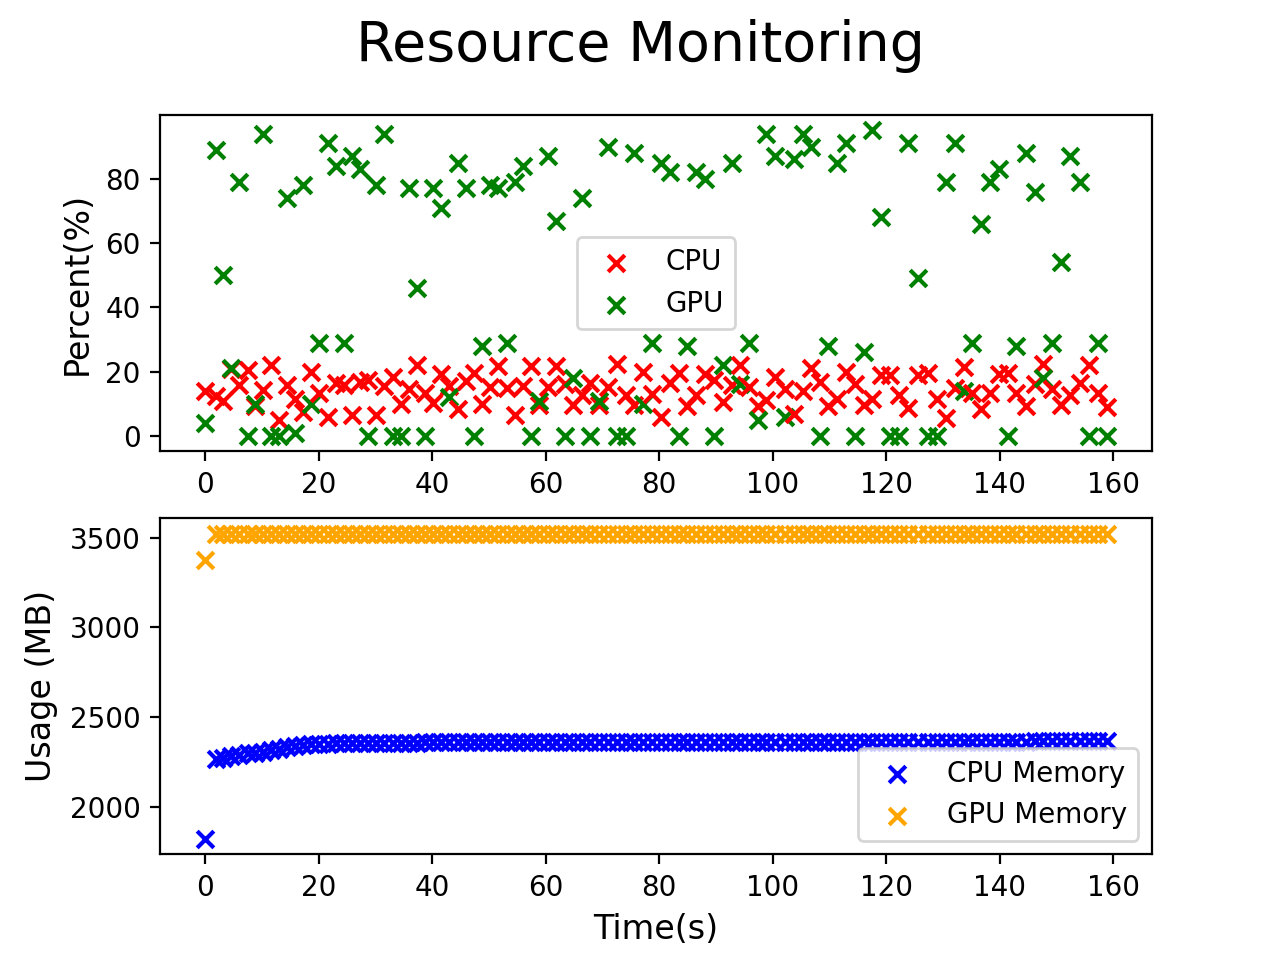 Resource Monitoring
Percent(%)
80
60
40
20
0
CPU
GPU
0 20 40 60 80 100 120 140 160
Usage (MB)
3500
3000
2500
2000
CPU Memory
GPU Memory
0 20 40 60 80 100 120 140 160
Time(s)